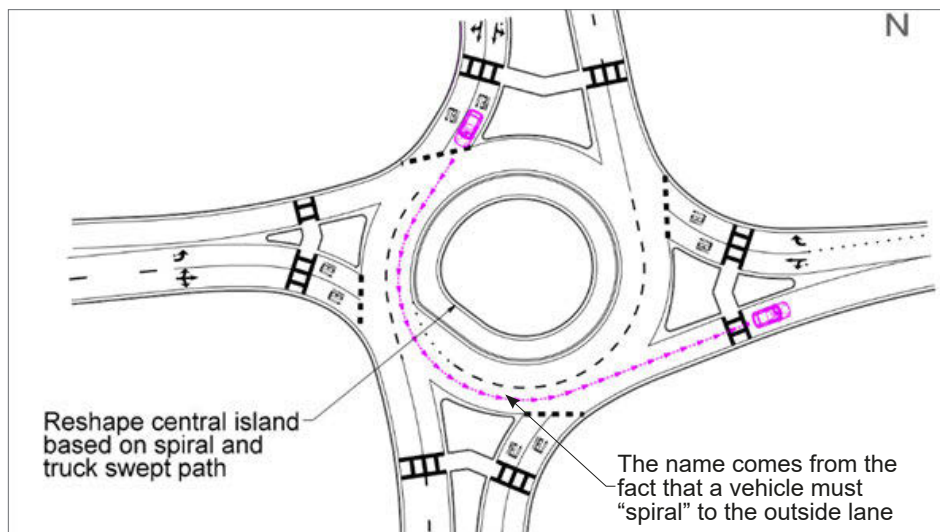 N
Reshape central island
based on spiral and
truck swept path
The name comes from the
fact that a vehicle must
“spiral” to the outside lane